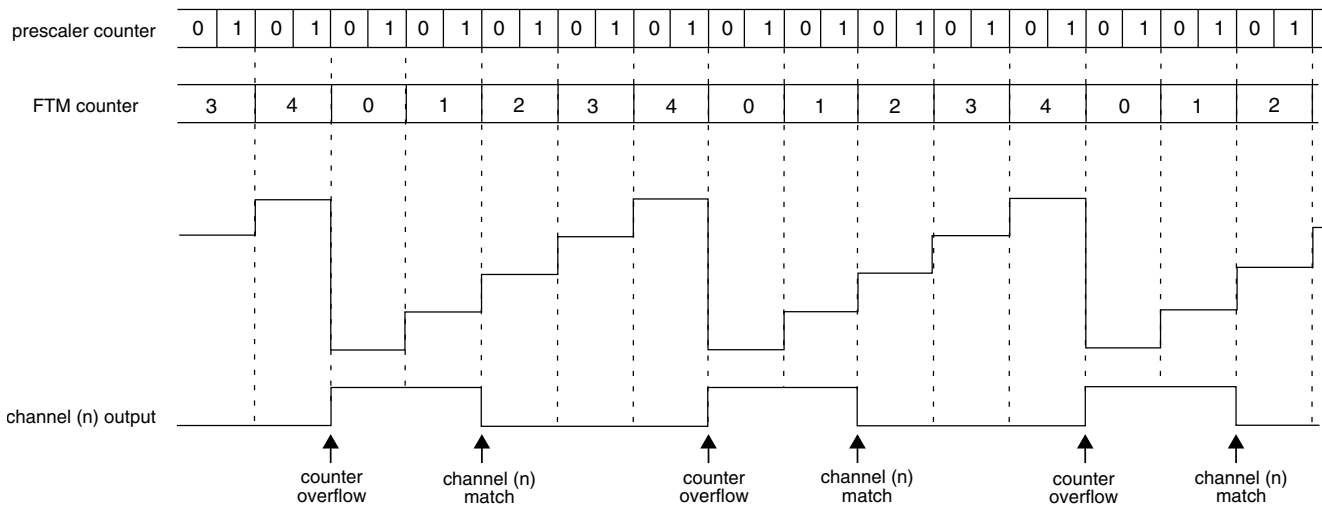 prescaler counter 0 1 0 1 0 1 0 1 0 1 0 1 0 1 0 1 0 1 0 1 0 1 0 1 0 1 0 1 0 1
FTM counter 3 4 0 1 2 3 4 0 1 2 3 4 0 1 2
channel (n) output
counter overflow
channel (n) match
counter overflow
channel (n) match
counter overflow
channel (n) match